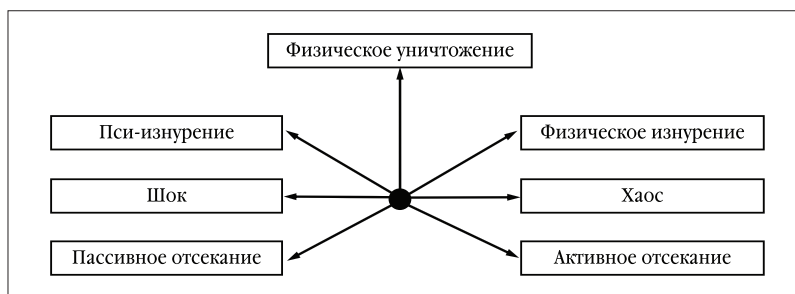 Физическое уничтожение
Пси-изнурение
Физическое изнурение
Шок
Хаос
Пассивное отсекание
Активное отсекание